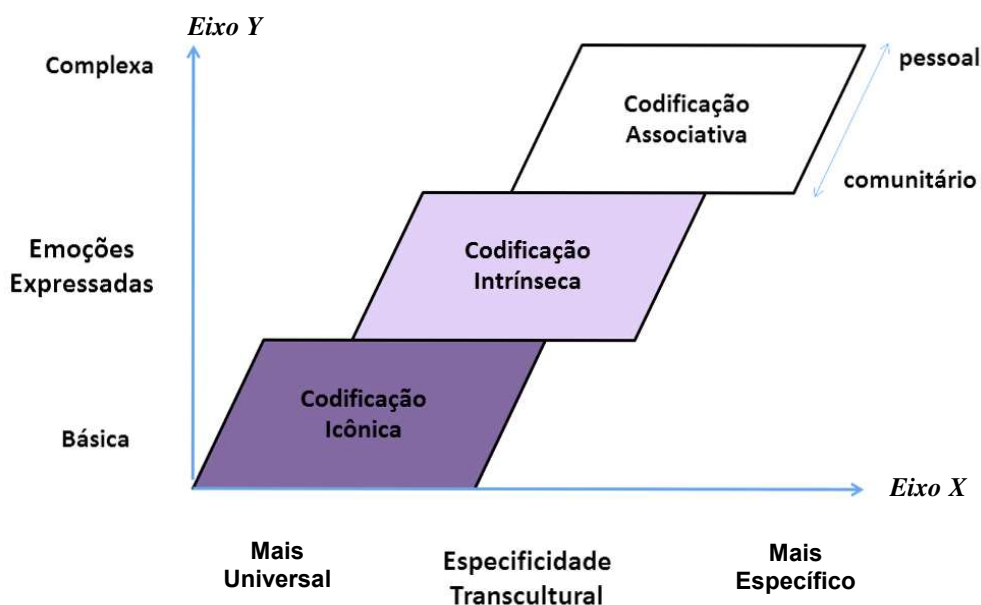 Eixo Y
Complexa
pessoal
Codificação
Associativa
comunitário
Emoções
Expressadas
Codificação
Intrínseca
Codificação
Icônica
Básica
Eixo X
Mais
Universal
Especificidade
Transcultural
Mais
Específico